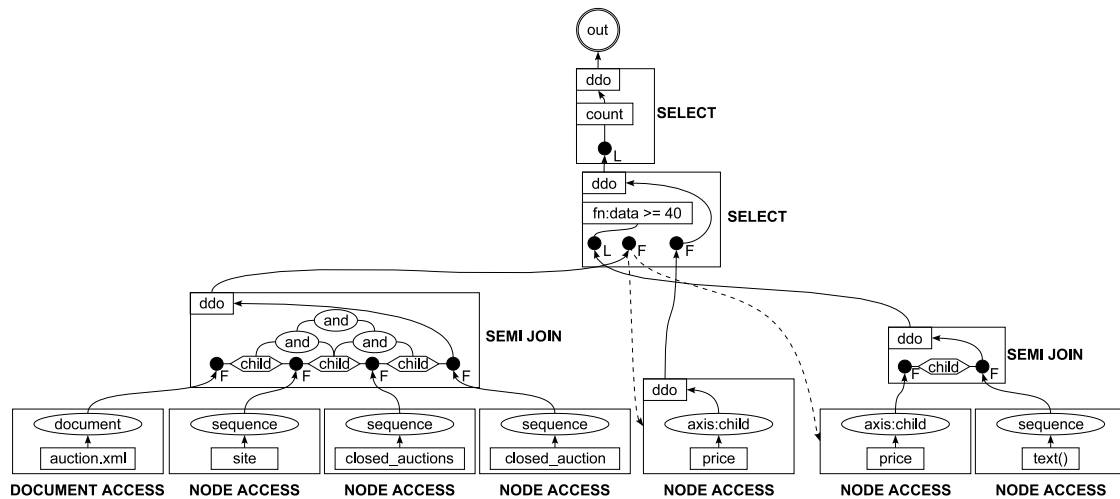 out
ddo
count
SELECT
L
ddo
fn:data >= 40
SELECT
L F F
ddo
and
and and
SEMI JOIN
child child child
F F F F
ddo
SEMI JOIN
child
F F
document
auction.xml
DOCUMENT ACCESS
sequence
site
NODE ACCESS
sequence
closed_auctions
NODE ACCESS
sequence
closed_auction
NODE ACCESS
ddo
axis:child
price
NODE ACCESS
axis:child
price
NODE ACCESS
sequence
text()
NODE ACCESS